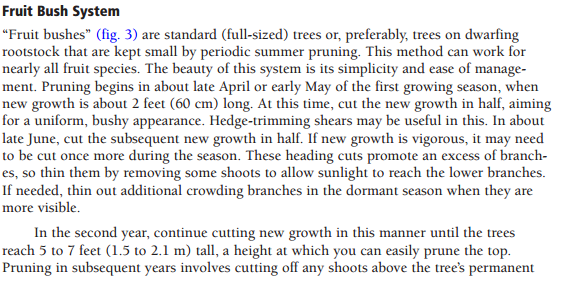 Fruit Bush System
“Fruit bushes” (fig. 3) are standard (full-sized) trees or, preferably, trees on dwarfing
rootstock that are kept small by periodic summer pruning. This method can work for
nearly all fruit species. The beauty of this system is its simplicity and ease of manage-
ment. Pruning begins in about late April or early May of the first growing season, when
new growth is about 2 feet (60 cm) long. At this time, cut the new growth in half, aiming
for a uniform, bushy appearance. Hedge-trimming shears may be useful in this. In about
late June, cut the subsequent new growth in half. If new growth is vigorous, it may need
to be cut once more during the season. These heading cuts promote an excess of branch-
es, so thin them by removing some shoots to allow sunlight to reach the lower branches.
If needed, thin out additional crowding branches in the dormant season when they are
more visible.
In the second year, continue cutting new growth in this manner until the trees
reach 5 to 7 feet (1.5 to 2.1 m) tall, a height at which you can easily prune the top.
Pruning in subsequent years involves cutting off any shoots above the tree’s permanent